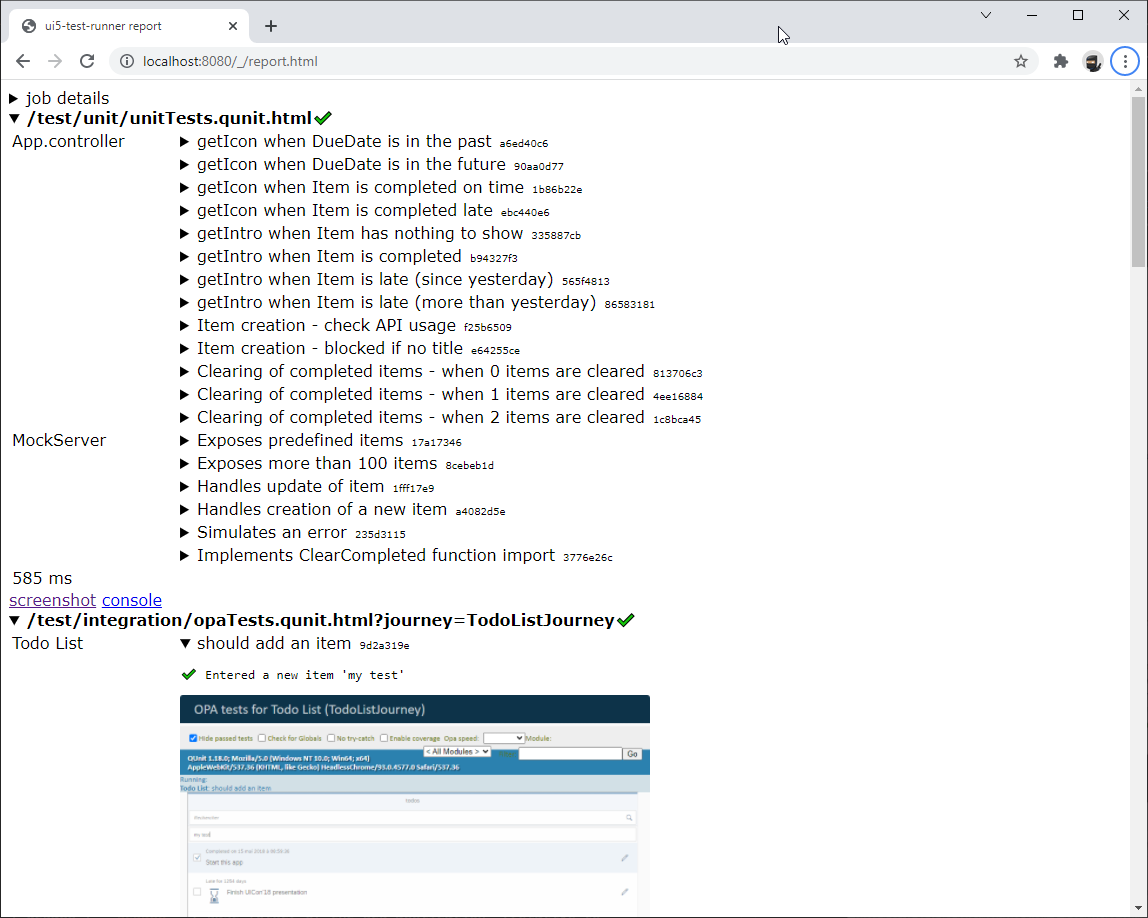 ui5-test-runner report
localhost:8080/_/report.html
job details
/test/unit/unitTests.qunit.html
App.controller getIcon when DueDate is in the past a6ed40c6
getIcon when DueDate is in the future 90aa0d77
getIcon when Item is completed on time 1b86b22e
getIcon when Item is completed late ebc440e6
getIntro when Item has nothing to show 335887cb
getIntro when Item is completed b94327f3
getIntro when Item is late (since yesterday) 565f4813
getIntro when Item is late (more than yesterday) 86583181
Item creation - check API usage f25b6509
Item creation - blocked if no title e64255ce
Clearing of completed items - when 0 items are cleared 813706c3
Clearing of completed items - when 1 items are cleared 4ee16884
Clearing of completed items - when 2 items are cleared 1c8bca45
MockServer Exposes predefined items 17a17346
Exposes more than 100 items 8cebeb1d
Handles update of item 1fff17e9
Handles creation of a new item a4082d5e
Simulates an error 235d3115
Implements ClearCompleted function import 3776e26c
585 ms
screenshot console
/test/integration/opaTests.qunit.html?journey=TodoListJourney
Todo List should add an item 9d2a319e
Entered a new item 'my test'
OPA tests for Todo List (TodoListJourney)
Hide passed tests Check for Globals No try-catch Enable coverage Opa speed: Module:
< All Modules > Go
QUnit 1.18.0; Mozilla/5.0 (Windows NT 10.0; Win64; x64)
AppleWebKit/537.36 (KHTML, like Gecko) HeadlessChrome/93.0.4577.0 Safari/537.36
Running:
Todo List: should add an item
todos
my test
Start this app
Late for 1284 days
Finish UICon'18 presentation